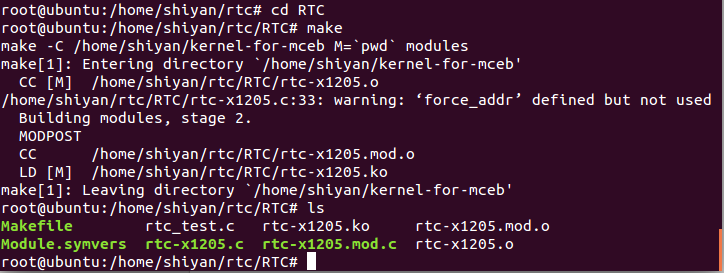 root@ubuntu:/home/shiyan/rtc# cd RTC
root@ubuntu:/home/shiyan/rtc/RTC# make
make -C /home/shiyan/kernel-for-mceb M=`pwd` modules
make[1]: Entering directory `/home/shiyan/kernel-for-mceb'
  CC [M]  /home/shiyan/rtc/RTC/rtc-x1205.o
/home/shiyan/rtc/RTC/rtc-x1205.c:33: warning: ‘force_addr’ defined but not used
  Building modules, stage 2.
  MODPOST
  CC      /home/shiyan/rtc/RTC/rtc-x1205.mod.o
  LD [M]  /home/shiyan/rtc/RTC/rtc-x1205.ko
make[1]: Leaving directory `/home/shiyan/kernel-for-mceb'
root@ubuntu:/home/shiyan/rtc/RTC# ls
Makefile        rtc_test.c   rtc-x1205.ko     rtc-x1205.mod.o
Module.symvers  rtc-x1205.c  rtc-x1205.mod.c  rtc-x1205.o
root@ubuntu:/home/shiyan/rtc/RTC#